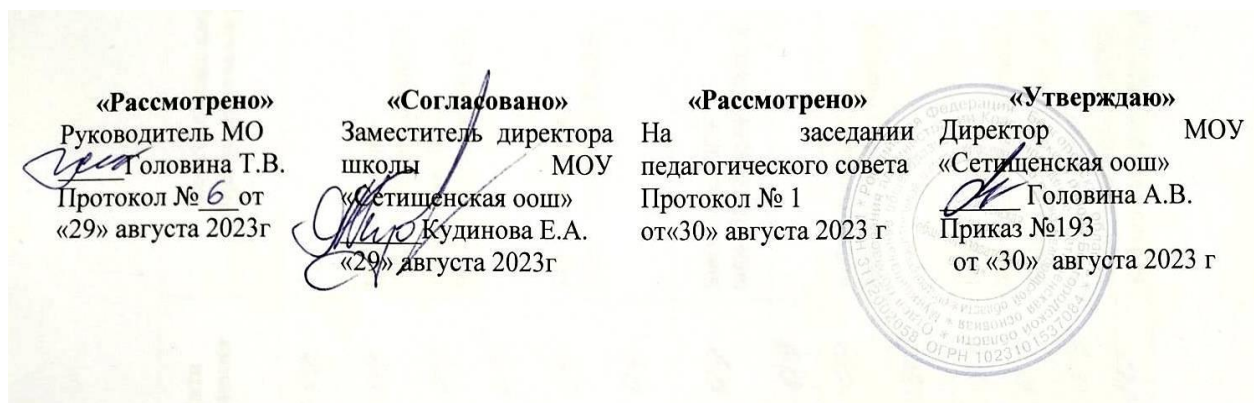 «Рассмотрено»
Руководитель МО
Головина Т.В.
Протокол № 6 от
«29» августа 2023г
«Согласовано»
Заместитель директора
школы МОУ
«Сетищенская оош»
Кудинова Е.А.
«29» августа 2023г
«Рассмотрено»
На заседании
педагогического совета
Протокол № 1
от«30» августа 2023 г
«Утверждаю»
Директор МОУ
«Сетищенская оош»
Головина А.В.
Приказ №193
от «30» августа 2023 г
ОГРН 1023101537084